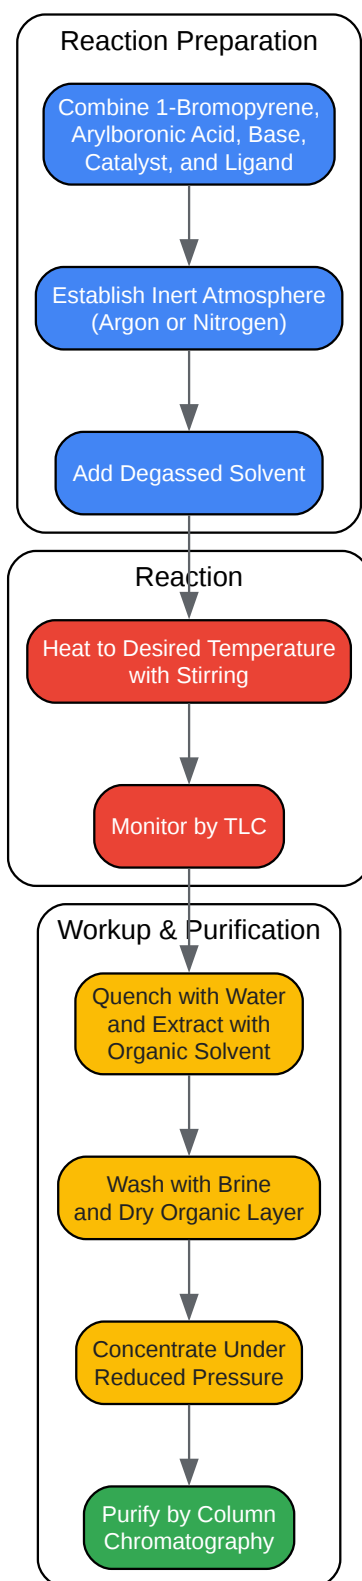 Reaction Preparation
Combine 1-Bromopyrene,
Arylboronic Acid, Base,
Catalyst, and Ligand
Establish Inert Atmosphere
(Argon or Nitrogen)
Add Degassed Solvent
Reaction
Heat to Desired Temperature
with Stirring
Monitor by TLC
Workup & Purification
Quench with Water
and Extract with
Organic Solvent
Wash with Brine
and Dry Organic Layer
Concentrate Under
Reduced Pressure
Purify by Column
Chromatography